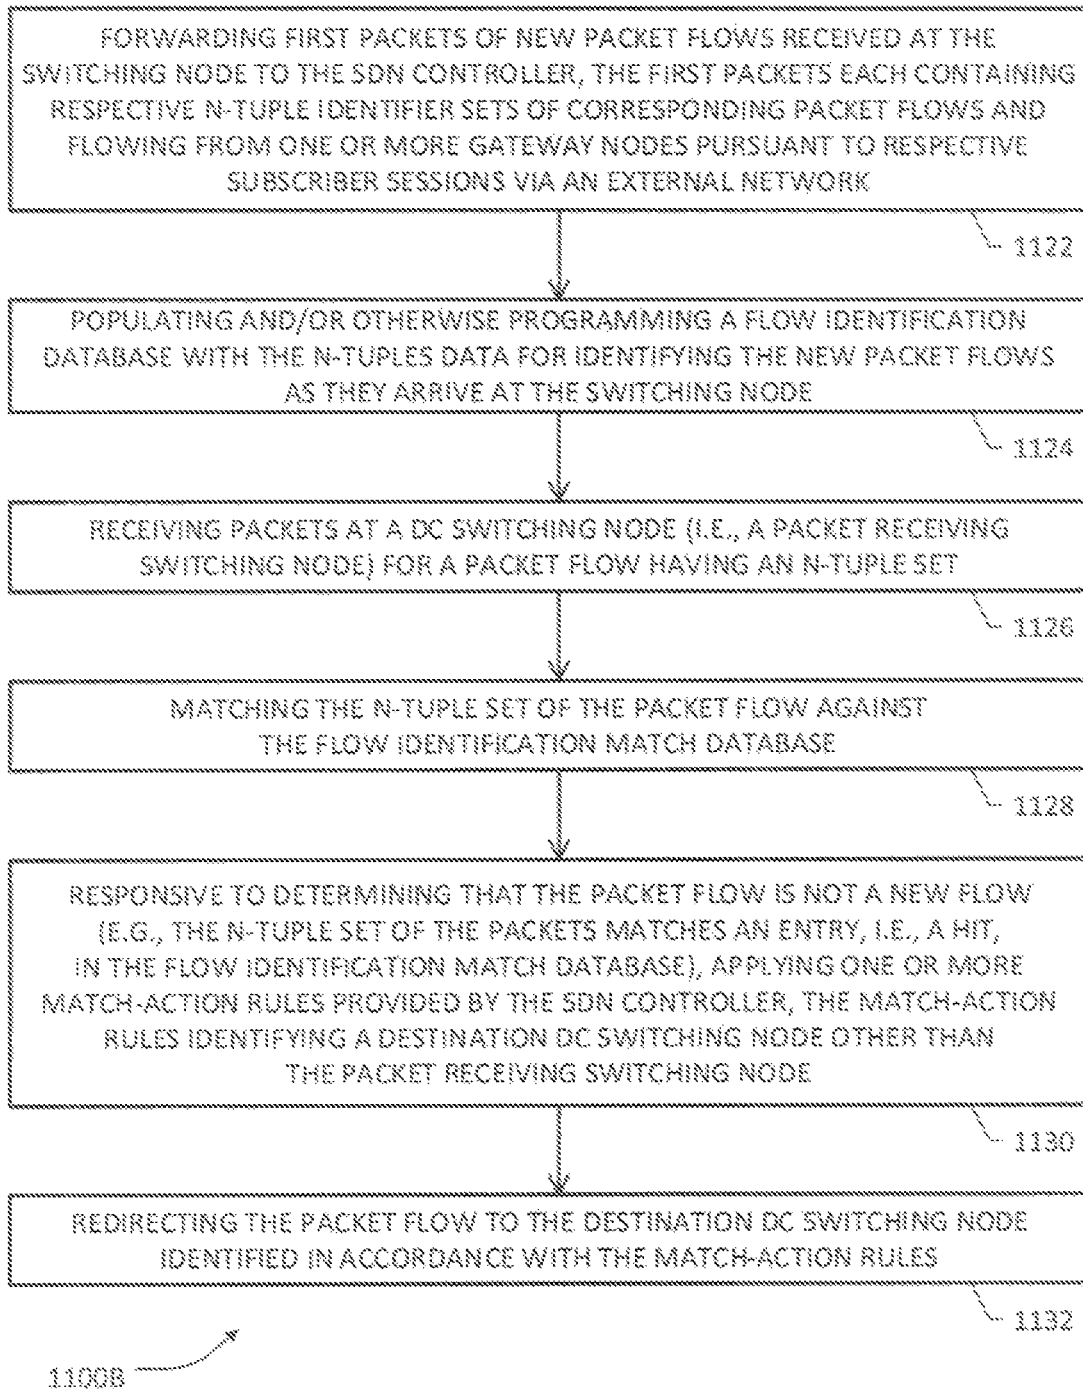 FORWARDING FIRST PACKETS OF NEW PACKET FLOWS RECEIVED AT THE
SWITCHING NODE TO THE SDN CONTROLLER, THE FIRST PACKETS EACH CONTAINING
RESPECTIVE N-TUPLE IDENTIFIER SETS OF CORRESPONDING PACKET FLOWS AND
FLOWING FROM ONE OR MORE GATEWAY NODES PURSUANT TO RESPECTIVE
SUBSCRIBER SESSIONS VIA AN EXTERNAL NETWORK
1122
POPULATING AND/OR OTHERWISE PROGRAMMING A FLOW IDENTIFICATION
DATABASE WITH THE N-TUPLES DATA FOR IDENTIFYING THE NEW PACKET FLOWS
AS THEY ARRIVE AT THE SWITCHING NODE
1124
RECEIVING PACKETS AT A DC SWITCHING NODE (I.E., A PACKET RECEIVING
SWITCHING NODE) FOR A PACKET FLOW HAVING AN N-TUPLE SET
1126
MATCHING THE N-TUPLE SET OF THE PACKET FLOW AGAINST
THE FLOW IDENTIFICATION MATCH DATABASE
1128
RESPONSIVE TO DETERMINING THAT THE PACKET FLOW IS NOT A NEW FLOW
(E.G., THE N-TUPLE SET OF THE PACKETS MATCHES AN ENTRY, I.E., A HIT,
IN THE FLOW IDENTIFICATION MATCH DATABASE), APPLYING ONE OR MORE
MATCH-ACTION RULES PROVIDED BY THE SDN CONTROLLER, THE MATCH-ACTION
RULES IDENTIFYING A DESTINATION DC SWITCHING NODE OTHER THAN
THE PACKET RECEIVING SWITCHING NODE
1130
REDIRECTING THE PACKET FLOW TO THE DESTINATION DC SWITCHING NODE
IDENTIFIED IN ACCORDANCE WITH THE MATCH-ACTION RULES
1132
1100B